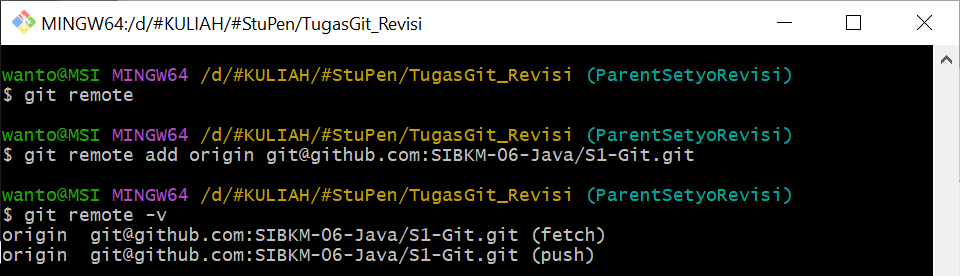 MINGW64:/d/#KULIAH/#StuPen/TugasGit_Revisi
wanto@MSI MINGW64 /d/#KULIAH/#StuPen/TugasGit_Revisi (ParentSetyoRevisi)
$ git remote
wanto@MSI MINGW64 /d/#KULIAH/#StuPen/TugasGit_Revisi (ParentSetyoRevisi)
$ git remote add origin git@github.com:SIBKM-06-Java/S1-Git.git
wanto@MSI MINGW64 /d/#KULIAH/#StuPen/TugasGit_Revisi (ParentSetyoRevisi)
$ git remote -v
origin  git@github.com:SIBKM-06-Java/S1-Git.git (fetch)
origin  git@github.com:SIBKM-06-Java/S1-Git.git (push)